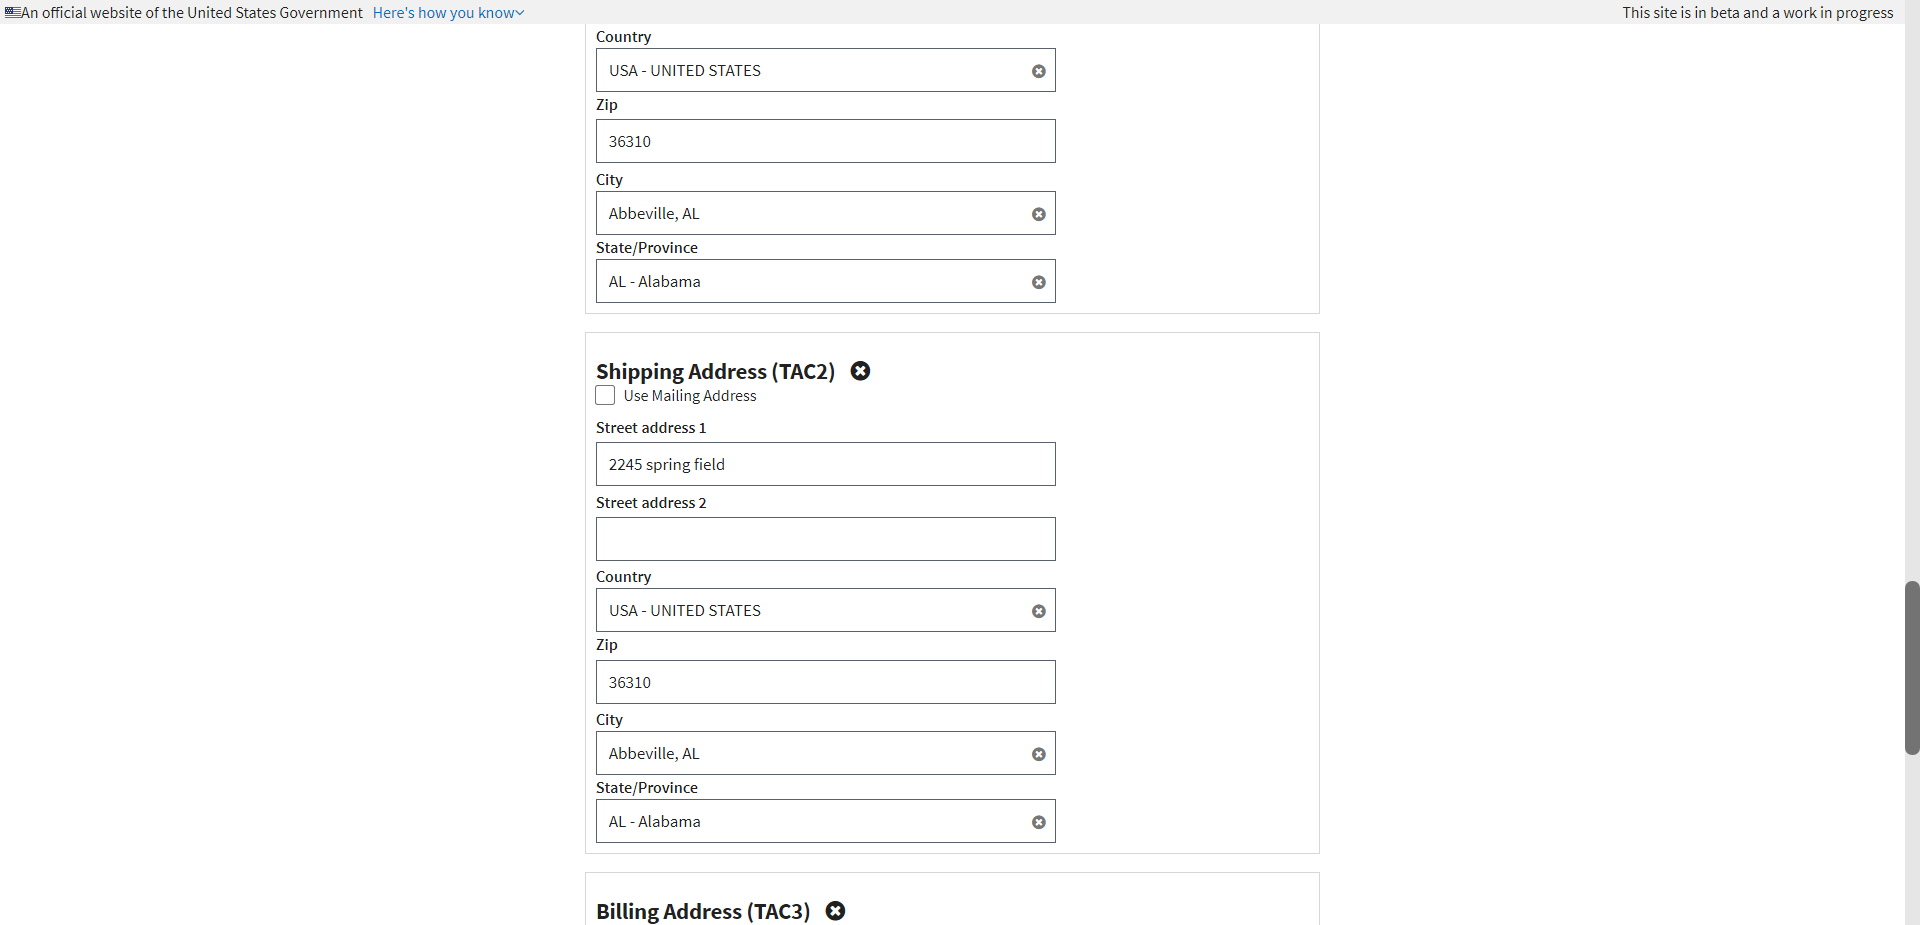 An official website of the United States Government Here's how you know
This site is in beta and a work in progress
Country
USA - UNITED STATES
Zip
36310
City
Abbeville, AL
State/Province
AL - Alabama
Shipping Address (TAC2)
Use Mailing Address
Street address 1
2245 spring field
Street address 2
Country
USA - UNITED STATES
Zip
36310
City
Abbeville, AL
State/Province
AL - Alabama
Billing Address (TAC3)